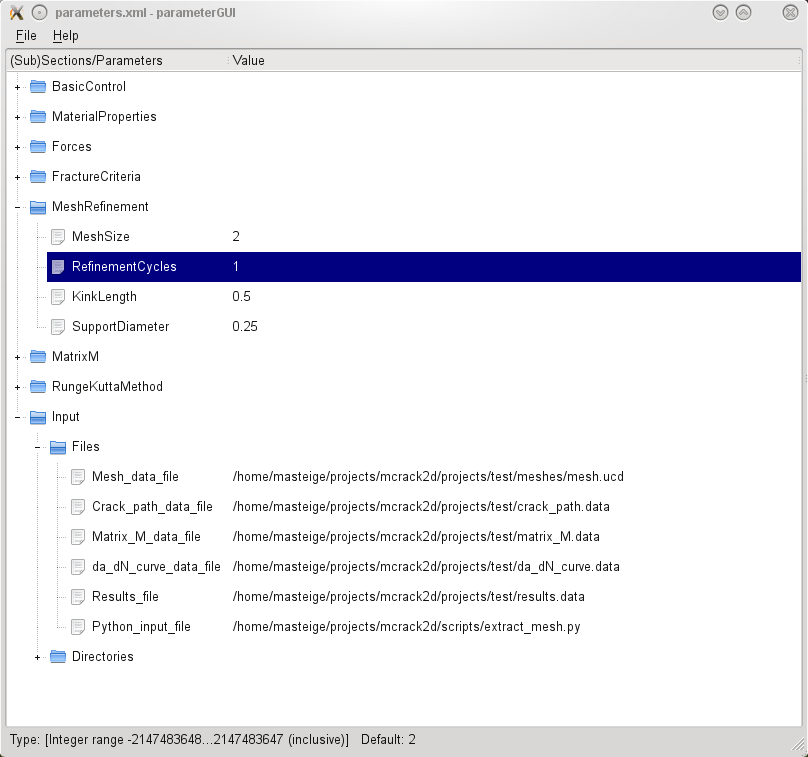 parameters.xml - parameterGUI
File Help
(Sub)Sections/Parameters Value
BasicControl
MaterialProperties
Forces
FractureCriteria
MeshRefinement
MeshSize 2
RefinementCycles 1
KinkLength 0.5
SupportDiameter 0.25
MatrixM
RungeKuttaMethod
Input
Files
Mesh_data_file /home/masteige/projects/mcrack2d/projects/test/meshes/mesh.ucd
Crack_path_data_file /home/masteige/projects/mcrack2d/projects/test/crack_path.data
Matrix_M_data_file /home/masteige/projects/mcrack2d/projects/test/matrix_M.data
da_dN_curve_data_file /home/masteige/projects/mcrack2d/projects/test/da_dN_curve.data
Results_file /home/masteige/projects/mcrack2d/projects/test/results.data
Python_input_file /home/masteige/projects/mcrack2d/scripts/extract_mesh.py
Directories
Type: [Integer range -2147483648...2147483647 (inclusive)] Default: 2